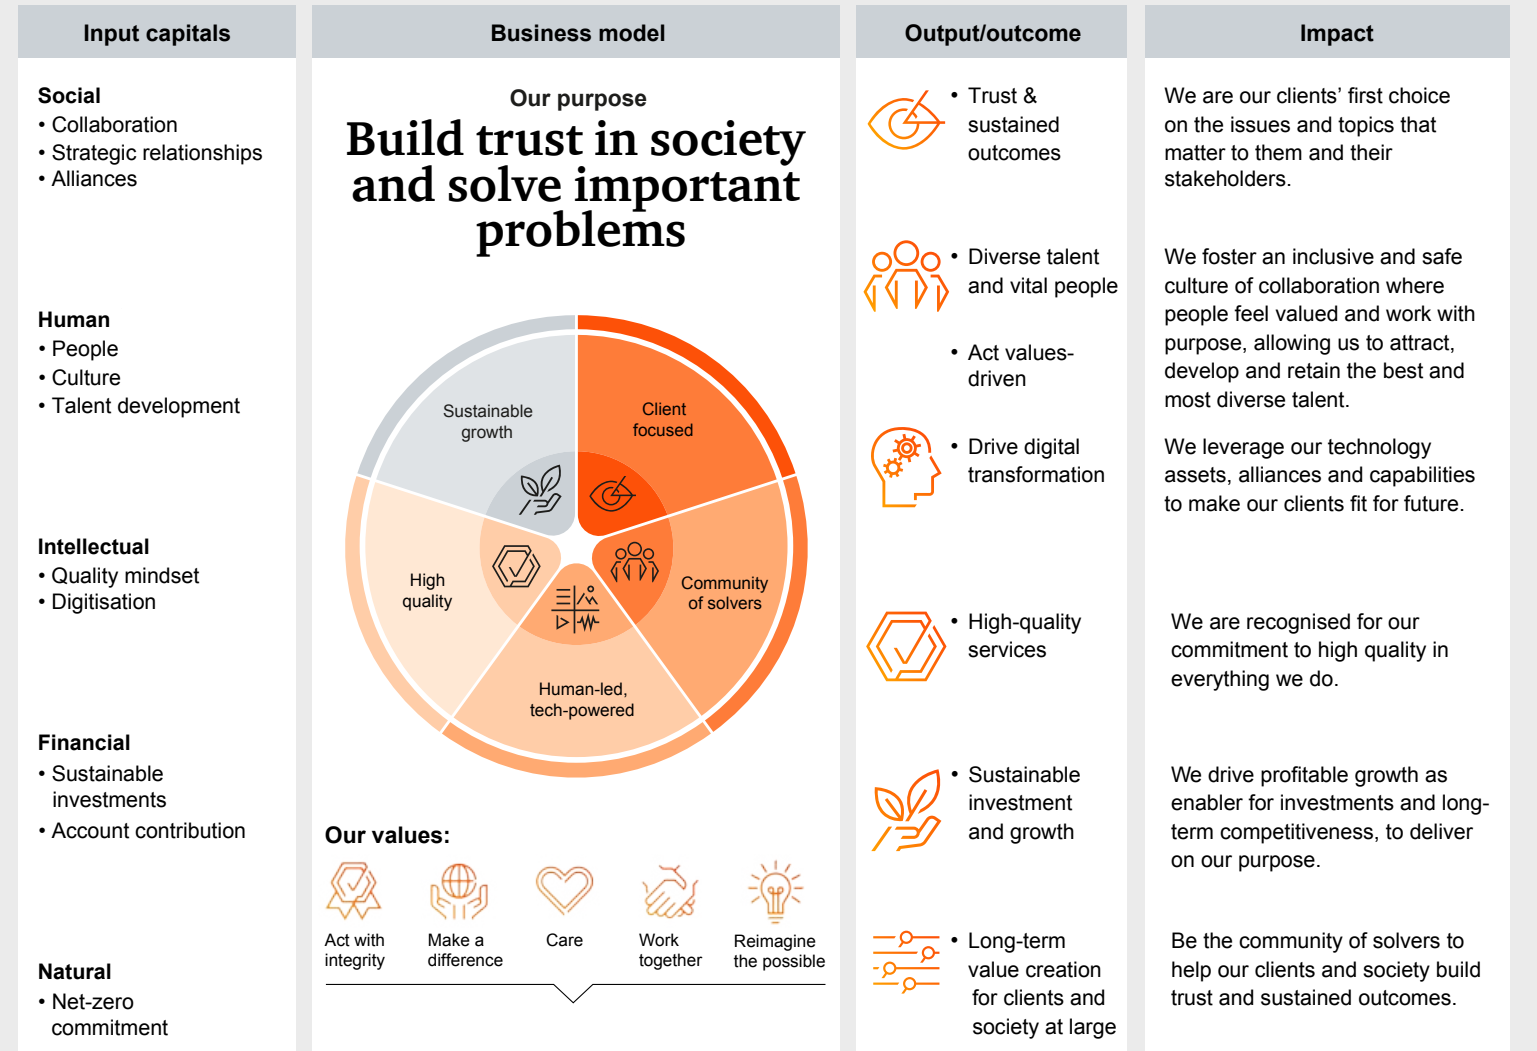 Input capitals
Social
• Collaboration
• Strategic relationships
• Alliances
Human
• People
• Culture
• Talent development
Intellectual
• Quality mindset
• Digitisation
Financial
• Sustainable
investments
• Account contribution
Natural
• Net-zero
commitment
Business model
Our purpose
Build trust in society
and solve important
problems
Sustainable
growth
Client
focused
High
quality
Community
of solvers
Human-led,
tech-powered
Our values:
Act with
integrity
Make a
difference
Care
Work
together
Reimagine
the possible
Output/outcome
• Trust &
sustained
outcomes
• Diverse talent
and vital people
• Act values-
driven
• Drive digital
transformation
• High-quality
services
• Sustainable
investment
and growth
• Long-term
value creation
for clients and
society at large
Impact
We are our clients’ first choice
on the issues and topics that
matter to them and their
stakeholders.
We foster an inclusive and safe
culture of collaboration where
people feel valued and work with
purpose, allowing us to attract,
develop and retain the best and
most diverse talent.
We leverage our technology
assets, alliances and capabilities
to make our clients fit for future.
We are recognised for our
commitment to high quality in
everything we do.
We drive profitable growth as
enabler for investments and long-
term competitiveness, to deliver
on our purpose.
Be the community of solvers to
help our clients and society build
trust and sustained outcomes.